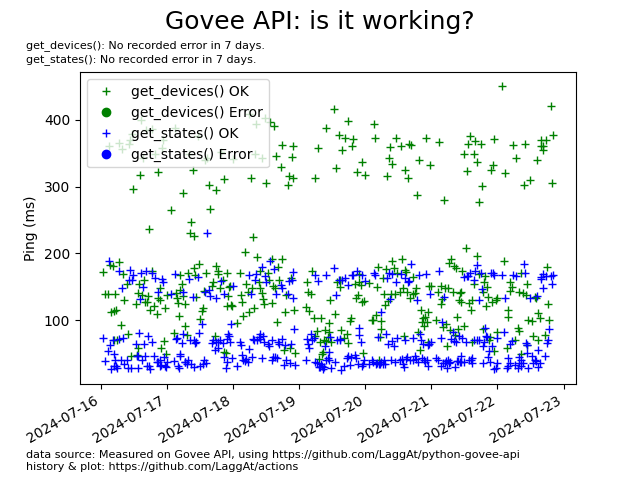 Govee API: is it working?
get_devices(): No recorded error in 7 days.
get_states(): No recorded error in 7 days.
get_devices() OK
get_devices() Error
get_states() OK
get_states() Error
400
300
200
100
Ping (ms)
2024-07-16
2024-07-17
2024-07-18
2024-07-19
2024-07-20
2024-07-21
2024-07-22
2024-07-23
data source: Measured on Govee API, using https://github.com/LaggAt/python-govee-api
history & plot: https://github.com/LaggAt/actions